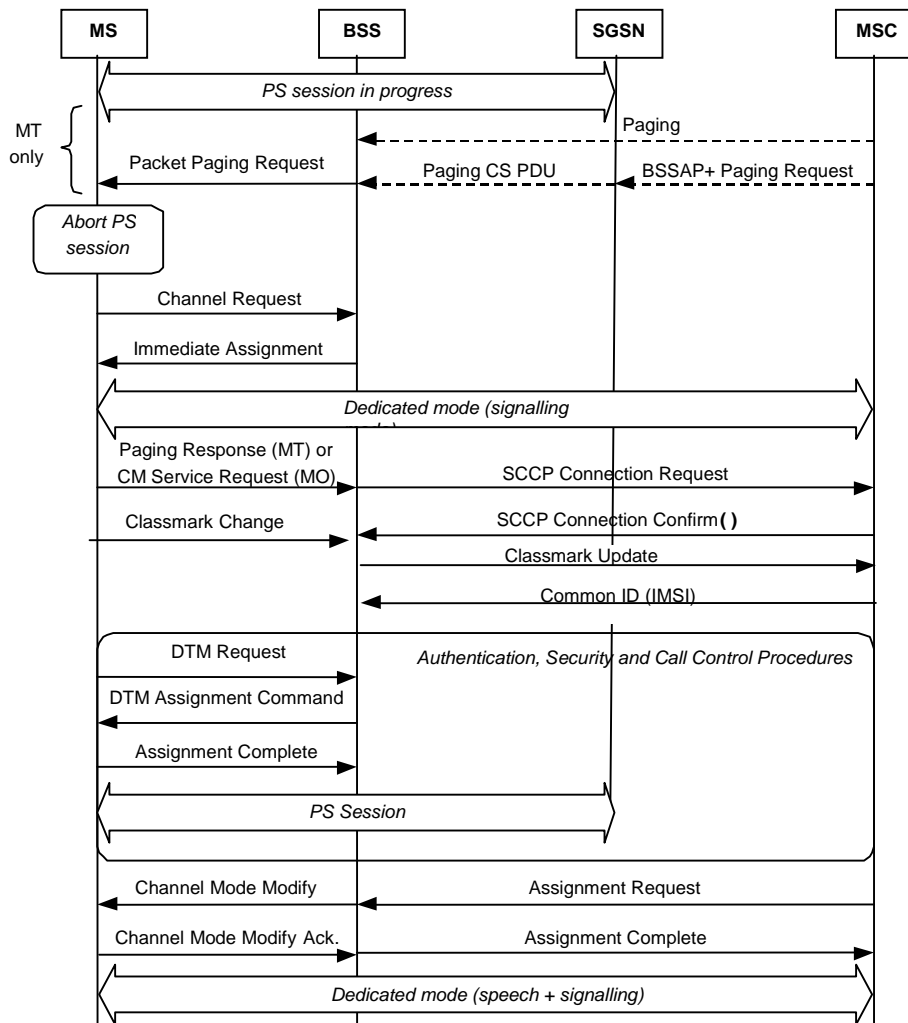 MS
BSS
SGSN
MSC
PS session in progress
MT
only
Paging
Packet Paging Request
Paging CS PDU
BSSAP+ Paging Request
Abort PS
session
Channel Request
Immediate Assignment
Dedicated mode (signalling
Paging Response (MT) or
CM Service Request (MO)
SCCP Connection Request
Classmark Change
SCCP Connection Confirm( )
Classmark Update
Common ID (IMSI)
DTM Request
Authentication, Security and Call Control Procedures
DTM Assignment Command
Assignment Complete
PS Session
Channel Mode Modify
Assignment Request
Channel Mode Modify Ack.
Assignment Complete
Dedicated mode (speech + signalling)